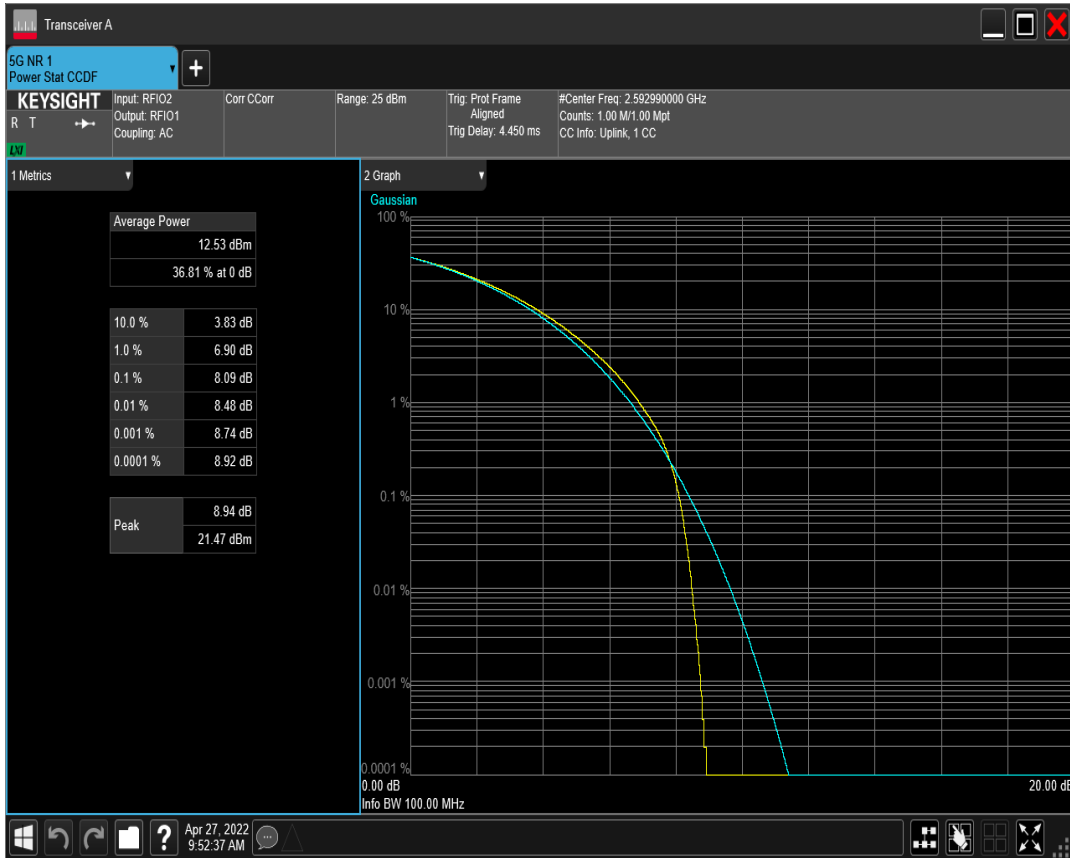 Transceiver A
5G NR 1
Power Stat CCDF
+
KEYSIGHT
R T
LXI
Input: RFIO2
Output: RFIO1
Coupling: AC
Corr CCorr
Range: 25 dBm
Trig: Prot Frame
Aligned
Trig Delay: 4.450 ms
#Center Freq: 2.592990000 GHz
Counts: 1.00 M/1.00 Mpt
CC Info: Uplink, 1 CC
1 Metrics
Average Power
12.53 dBm
36.81 % at 0 dB
10.0 % 3.83 dB
1.0 % 6.90 dB
0.1 % 8.09 dB
0.01 % 8.48 dB
0.001 % 8.74 dB
0.0001 % 8.92 dB
Peak
8.94 dB
21.47 dBm
2 Graph
Gaussian
100 %
10 %
1 %
0.1 %
0.01 %
0.001 %
0.0001 %
0.00 dB 20.00 dB
Info BW 100.00 MHz
?
Apr 27, 2022
9:52:37 AM